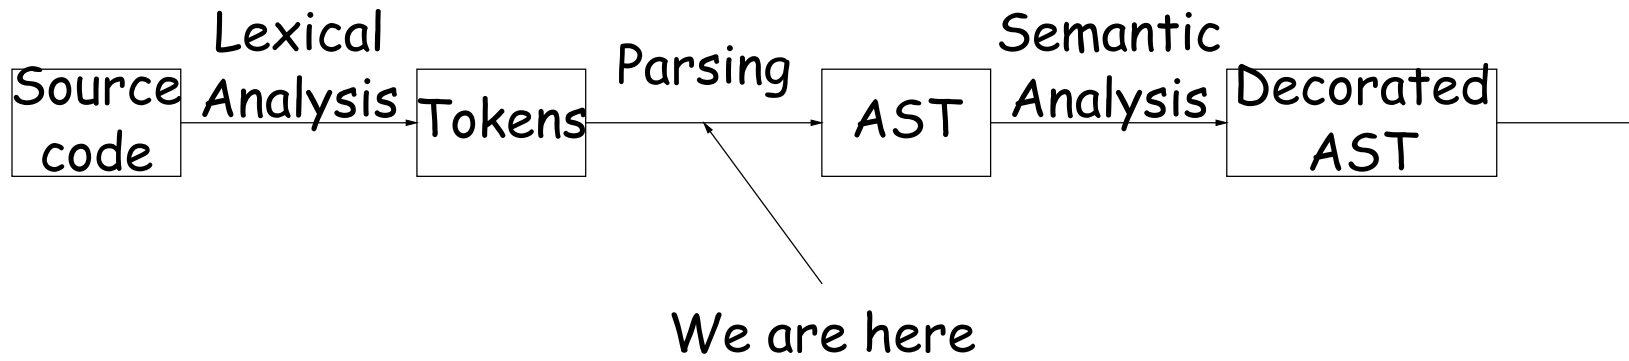 Source
code
Lexical
Analysis
Tokens
Parsing
AST
Semantic
Analysis
Decorated
AST
We are here